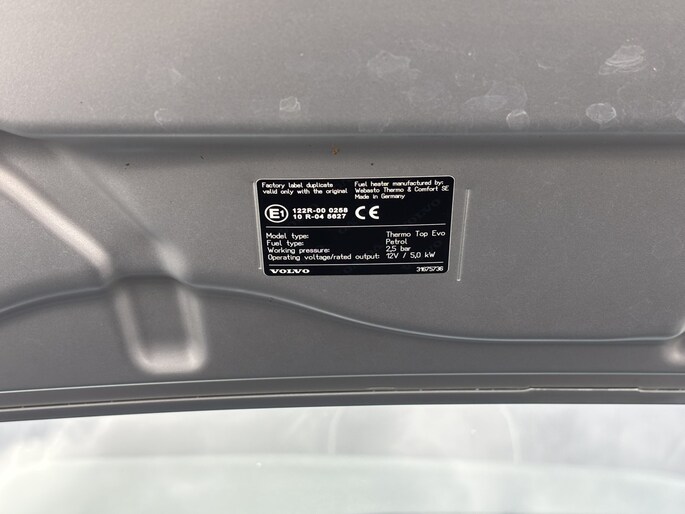 Factory label duplicate
valid only with the original
Fuel heater manufactured by:
Webasto Thermo & Comfort SE
Made in Germany
E1 122R-00 0258
10 R-04 5627 CE
Model type: Thermo Top Evo
Fuel type: Petrol
Working pressure: 2,5 bar
Operating voltage/rated output: 12V / 5,0 kW
VOLVO 31675736